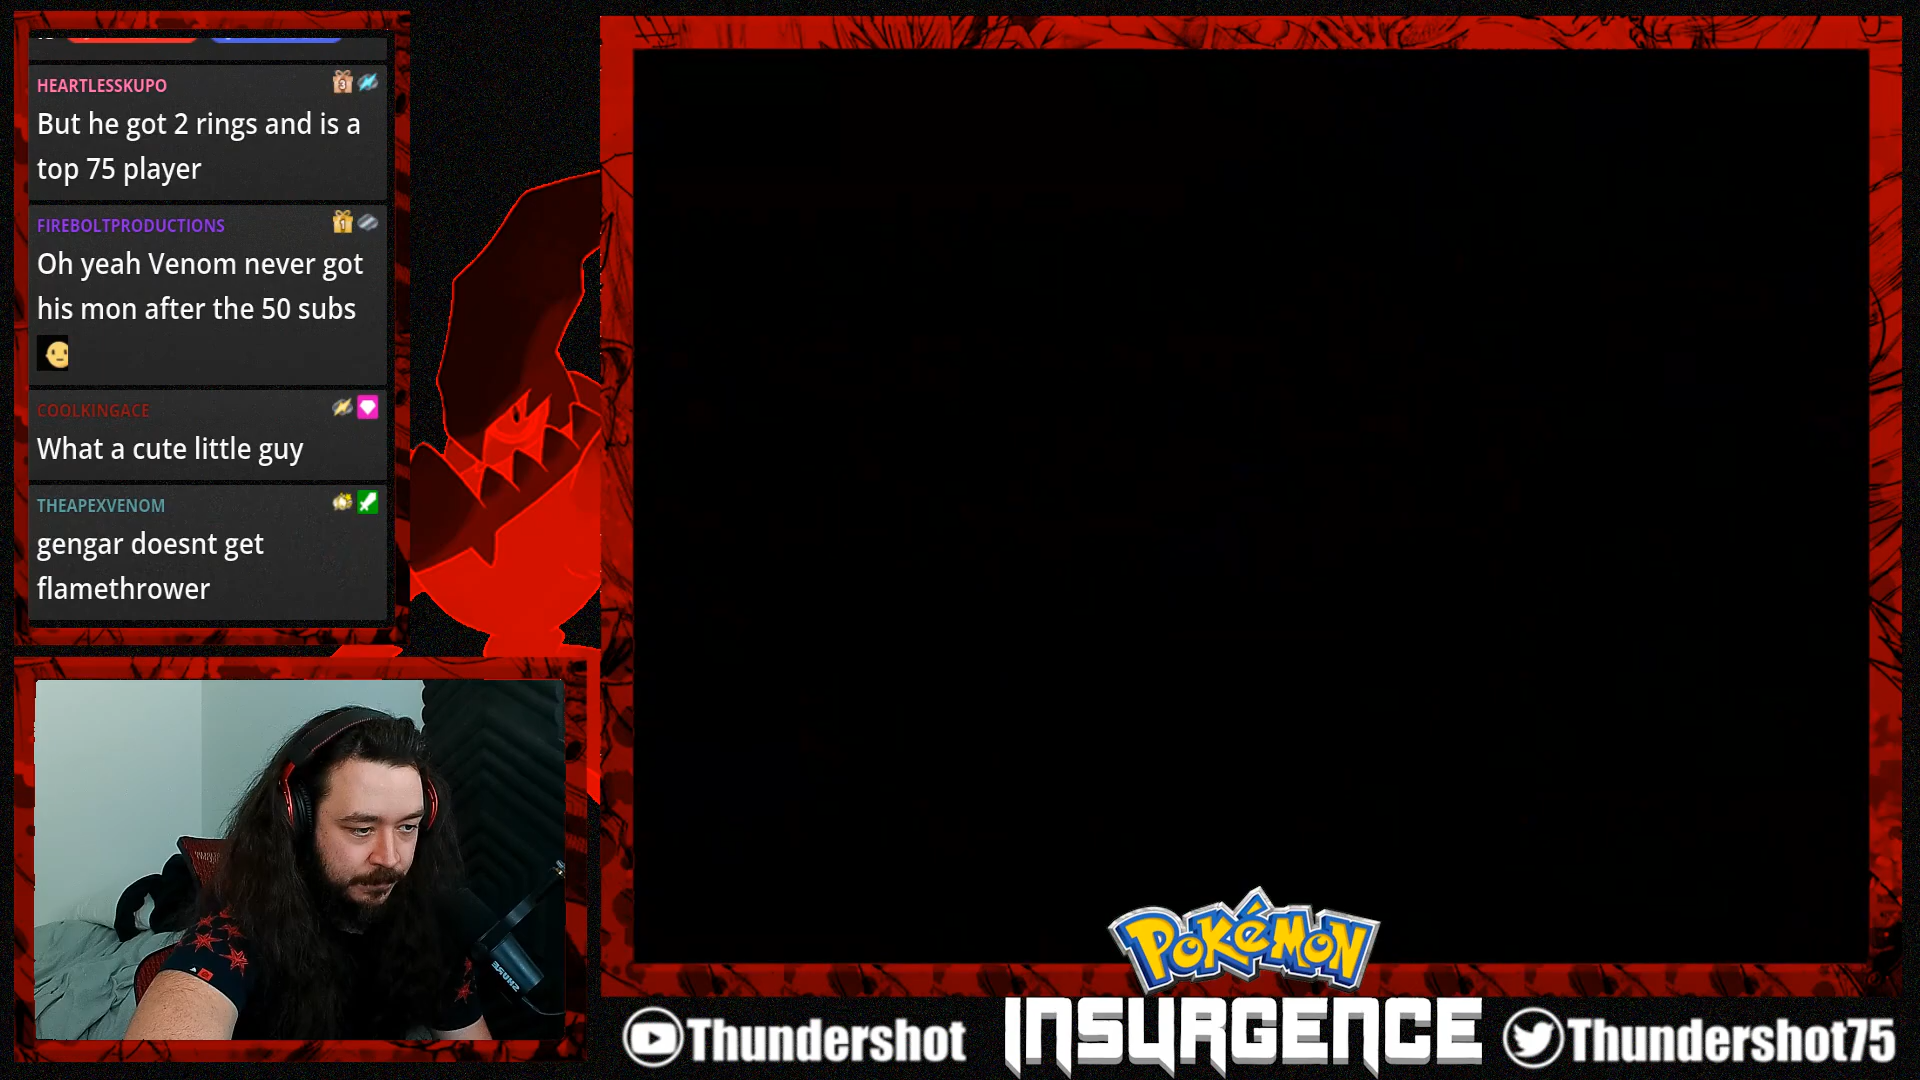 HEARTLESSKUPO
But he got 2 rings and is a
top 75 player
FIREBOLTPRODUCTIONS
Oh yeah Venom never got
his mon after the 50 subs
COOLKINGACE
What a cute little guy
THEAPEXVENOM
gengar doesnt get
flamethrower
POKéMON
INSURGENCE
Thundershot
Thundershot75
SHURE